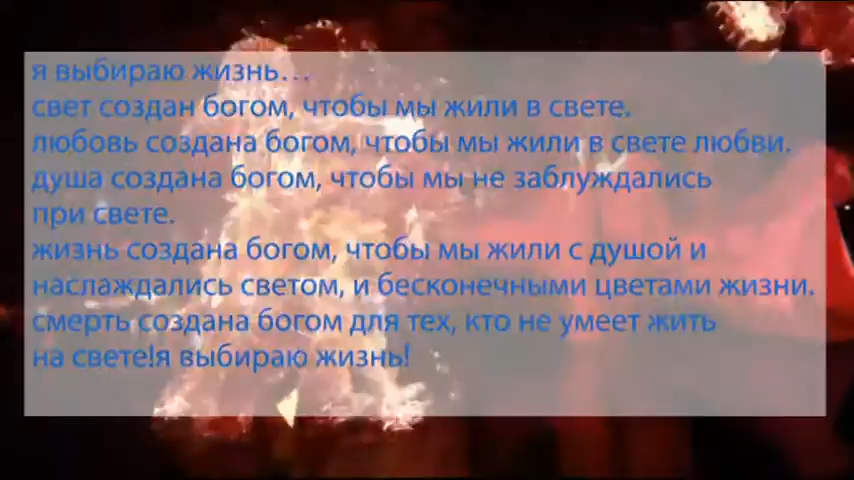 я выбираю жизнь...
свет создан богом, чтобы мы жили в свете.
любовь создана богом, чтобы мы жили в свете любви.
душа создана богом, чтобы мы не заблуждались
при свете.
жизнь создана богом, чтобы мы жили с душой и
наслаждались светом, и бесконечными цветами жизни.
смерть создана богом для тех, кто не умеет жить
на свете!я выбираю жизнь!